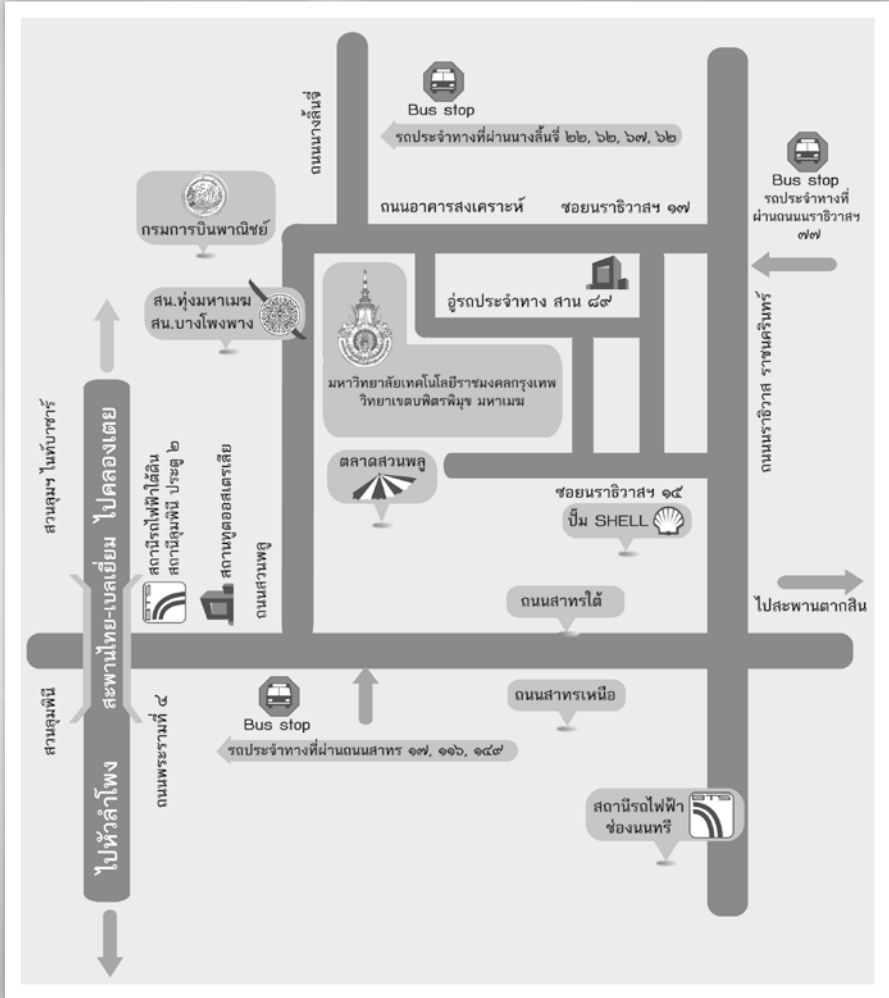 ถนนนางลิ้นจี่
Bus stop
รถประจำทางที่ผ่านนางลิ้นจี่ ๒๒, ๖๒, ๖๗, ๖๒
Bus stop
รถประจำทางที่
ผ่านถนนนราธิวาสฯ
๗๗
กรมการบินพาณิชย์
ถนนอาคารสงเคราะห์
ซอยนราธิวาสฯ ๑๗
สน.ทุ่งมหาเมฆ
สน.บางโพงพาง
อู่รถประจำทาง สาย ๘๙
มหาวิทยาลัยเทคโนโลยีราชมงคลกรุงเทพ
วิทยาเขตบพิตรพิมุข มหาเมฆ
ถนนนราธิวาส ราชนครินทร์
สวนลุมฯ ไนท์บาซาร์
ไปคลองเตย
สถานีรถไฟฟ้าใต้ดิน
สถานีลุมพินี ประตู ๒
BTS
สถานทูตออสเตรเลีย
ถนนสวนพลู
ตลาดสวนพลู
ซอยนราธิวาสฯ ๑๕
ปั๊ม SHELL
ถนนสาทรใต้
ไปสะพานตากสิน
สะพานไทย-เบลเยี่ยม
สวนลุมพินี
ถนนพระรามที่ ๔
Bus stop
รถประจำทางที่ผ่านถนนสาทร ๑๗, ๑๑๖, ๑๔๙
ถนนสาทรเหนือ
ไปหัวลำโพง
สถานีรถไฟฟ้า
ช่องนนทรี
BTS